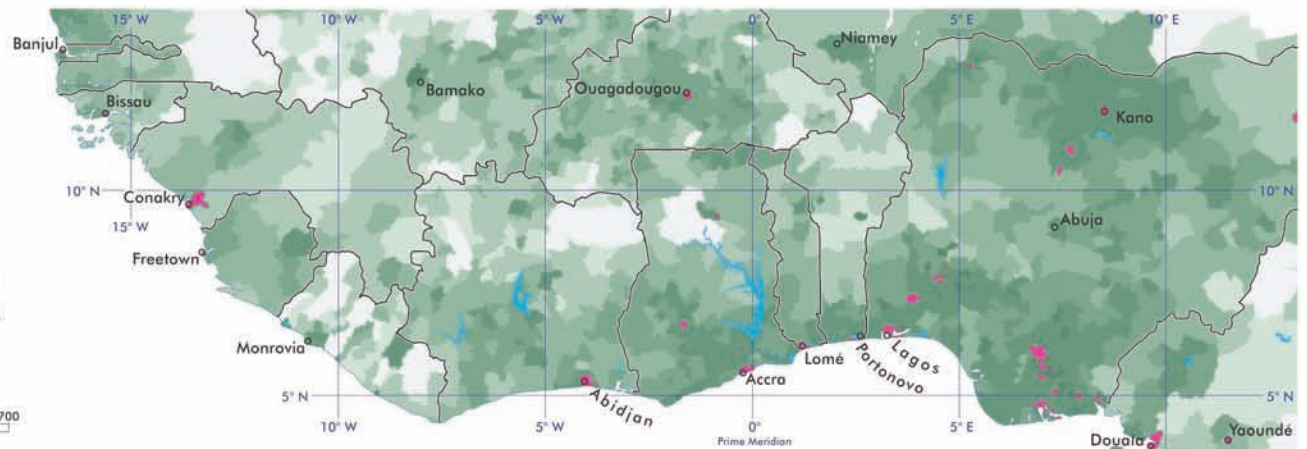 15° W
10° W
5° W
0°
5° E
10° E
Banjul
Niamey
Bamako
Ouagadougou
Bissau
Kano
10° N
10° N
Conakry
15° W
Abuja
Freetown
Monrovia
Lomé
Portonovo
Lagos
Accra
Abidjan
5° N
5° N
700
10° W
5° W
0°
5° E
Prime Meridian
Douala
Yaoundé